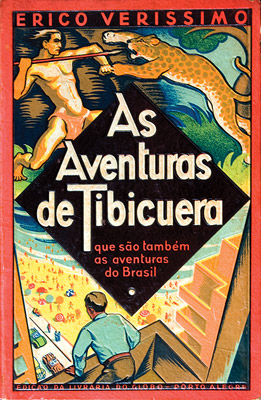 ERICO VERISSIMO
As
Aventuras
de Tibicuera
que são também
as aventuras
do Brasil
EDIÇÃO DA LIVRARIA DO GLOBO - PORTO ALEGRE